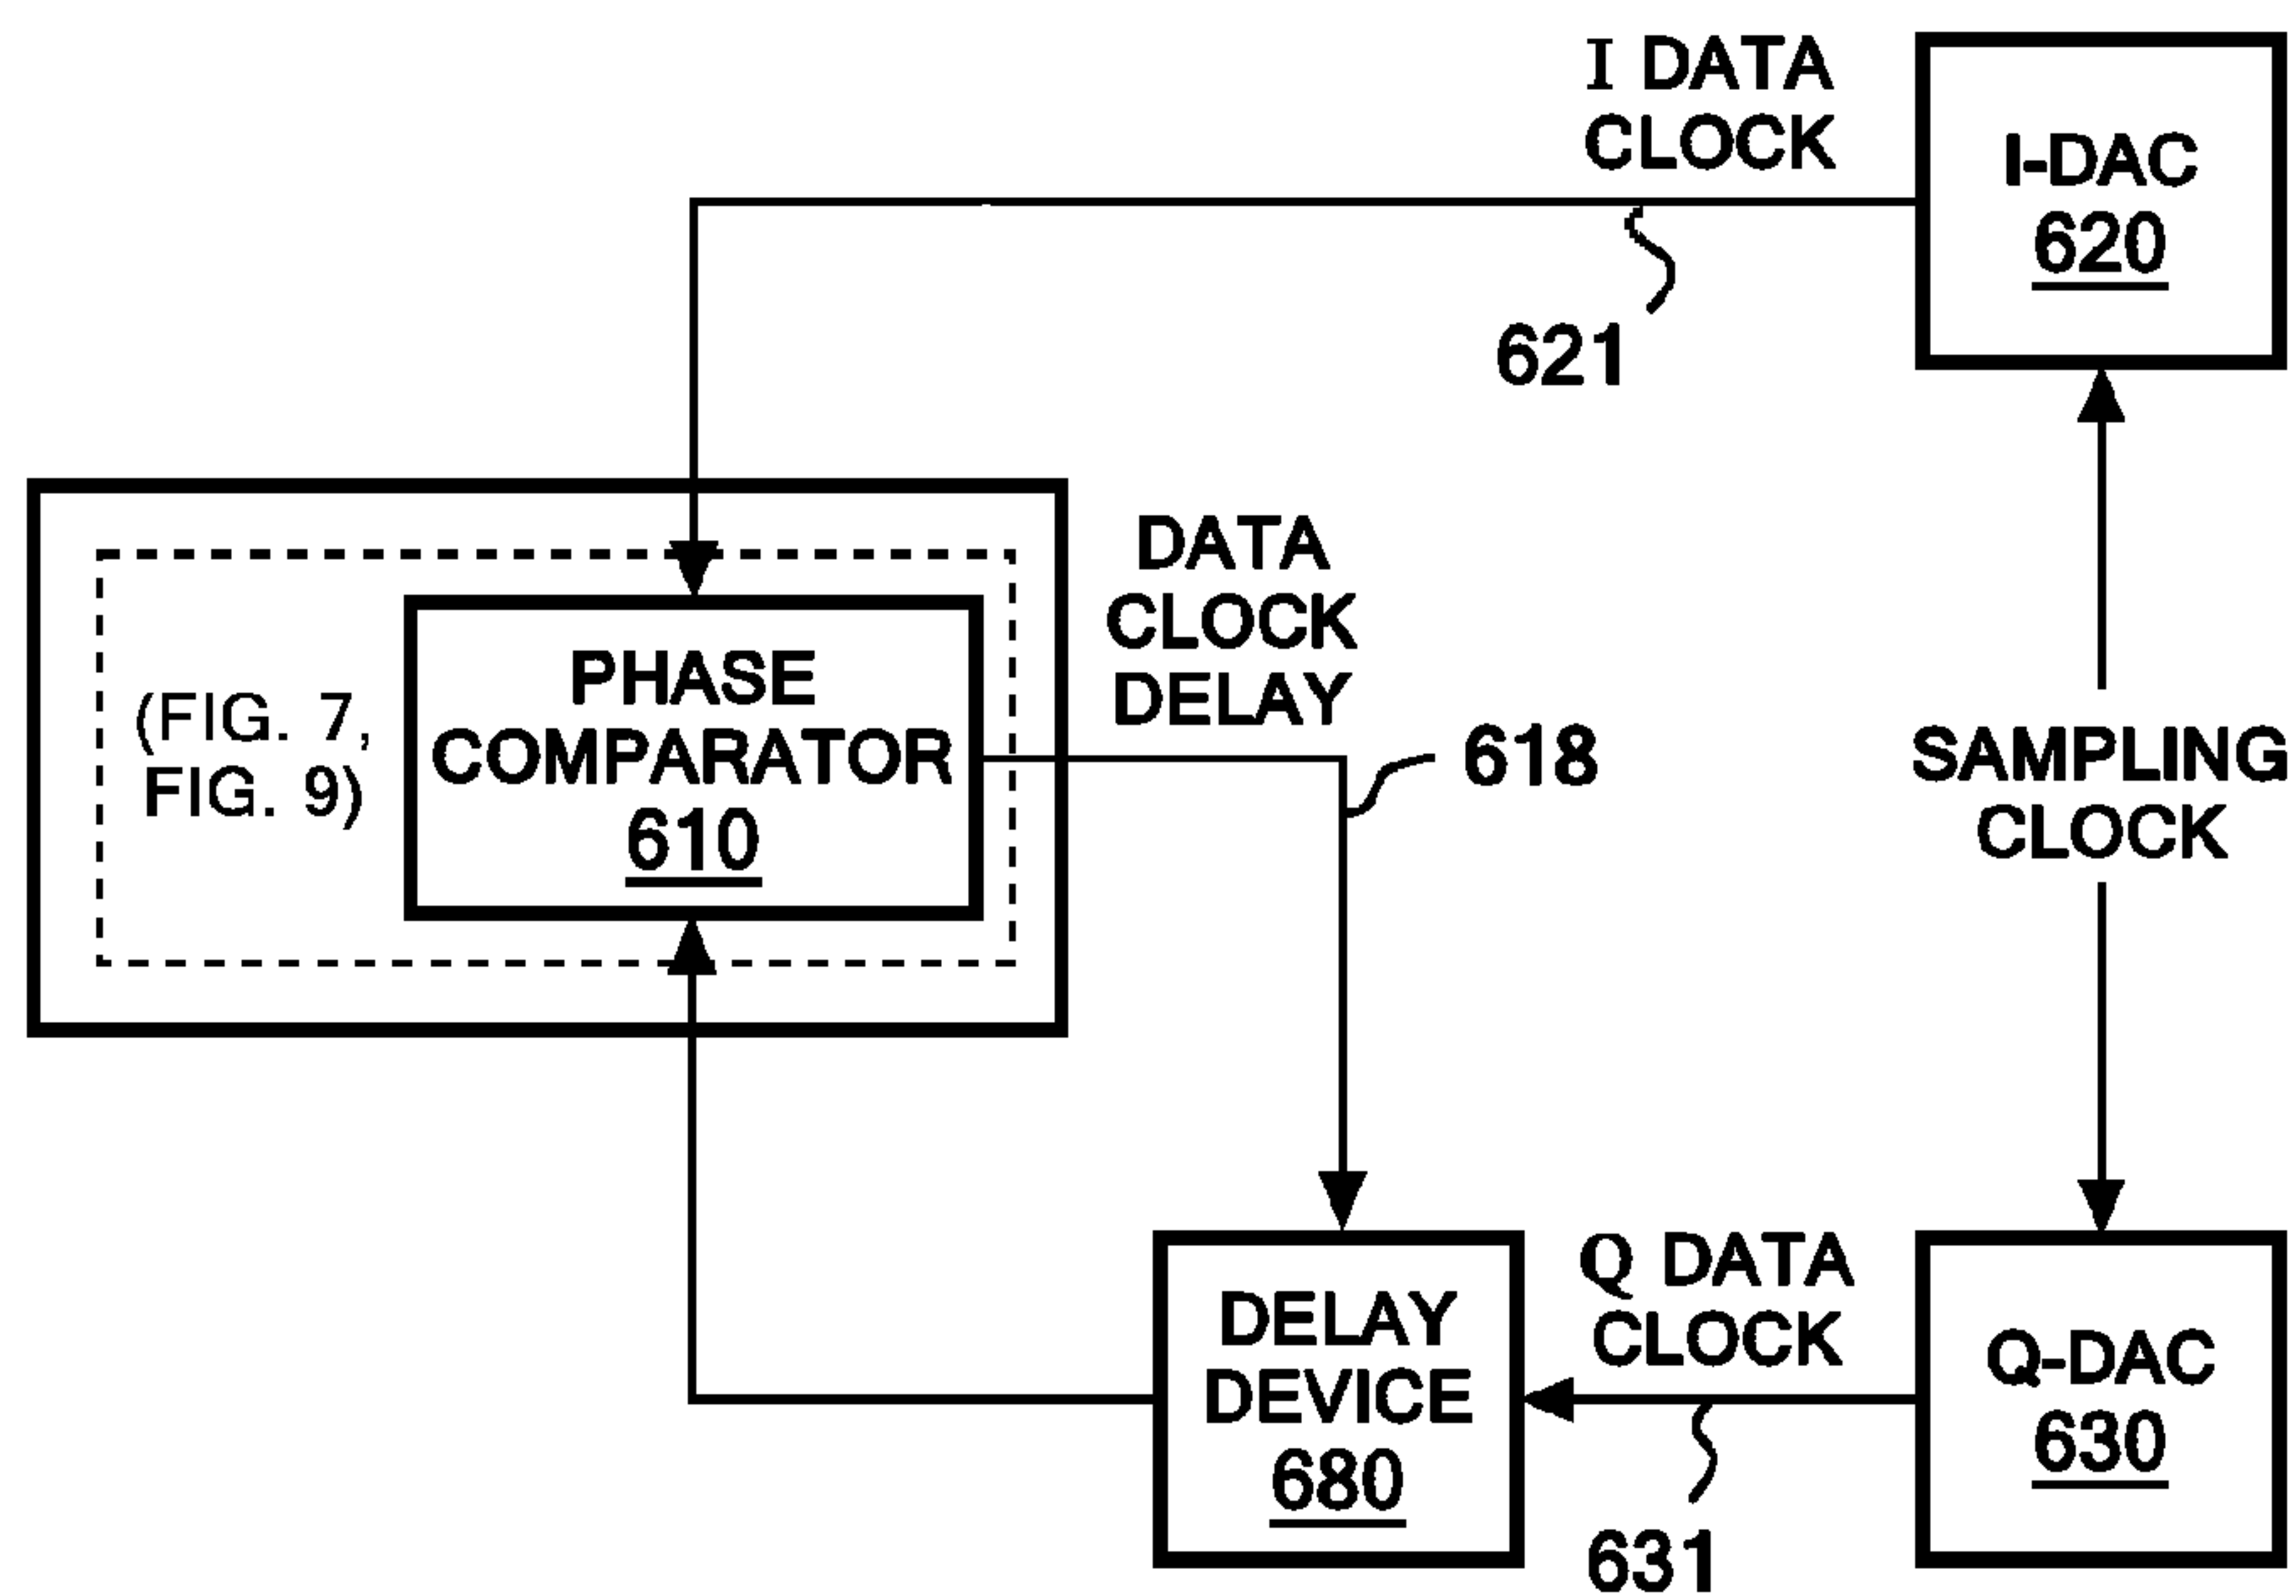 I DATA
CLOCK
I-DAC
620
621
DATA
CLOCK
DELAY
(FIG. 7,
FIG. 9)
PHASE
COMPARATOR
610
618
SAMPLING
CLOCK
DELAY
DEVICE
680
Q DATA
CLOCK
631
Q-DAC
630